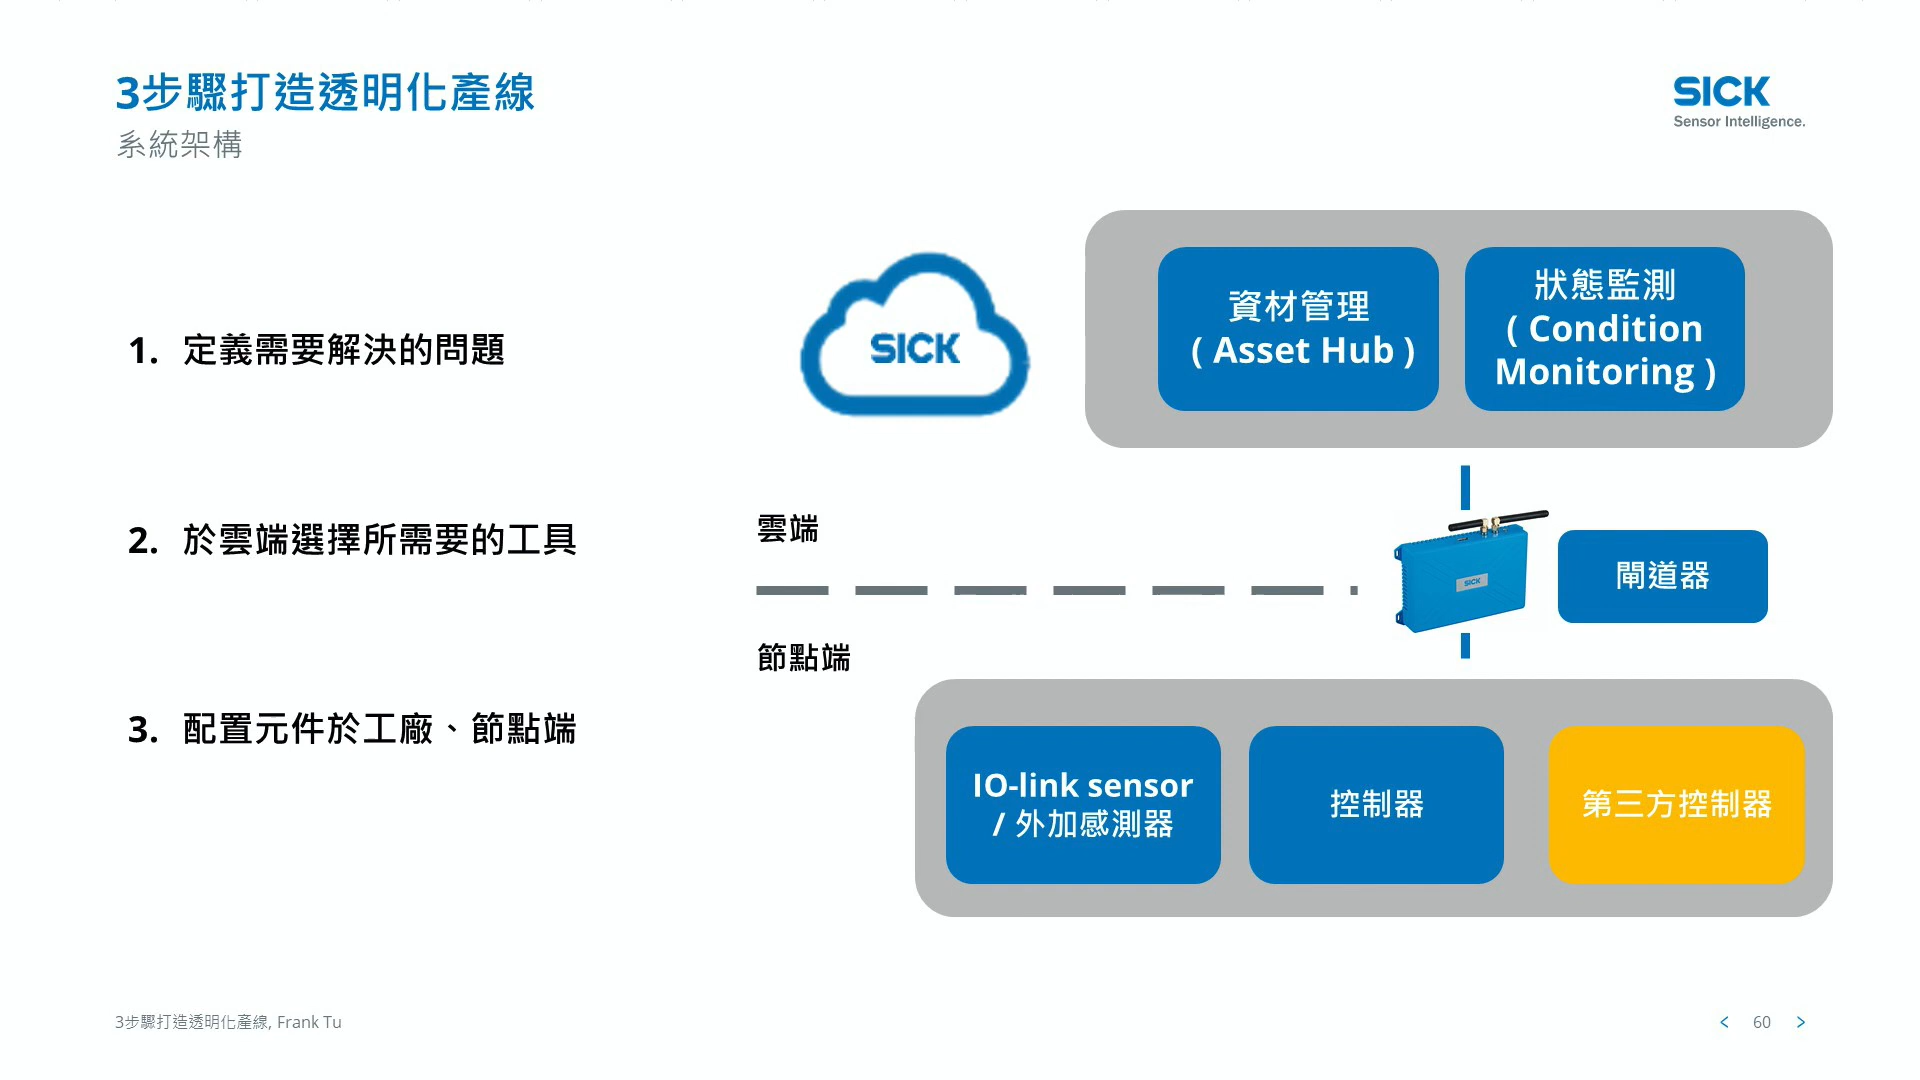 3步驟打造透明化產線
系統架構
SICK
Sensor Intelligence.
1. 定義需要解決的問題
2. 於雲端選擇所需要的工具
3. 配置元件於工廠、節點端
SICK
資材管理
( Asset Hub )
狀態監測
( Condition
Monitoring )
雲端
SICK
閘道器
節點端
IO-link sensor
/ 外加感測器
控制器
第三方控制器
3步驟打造透明化產線, Frank Tu
< 60 >